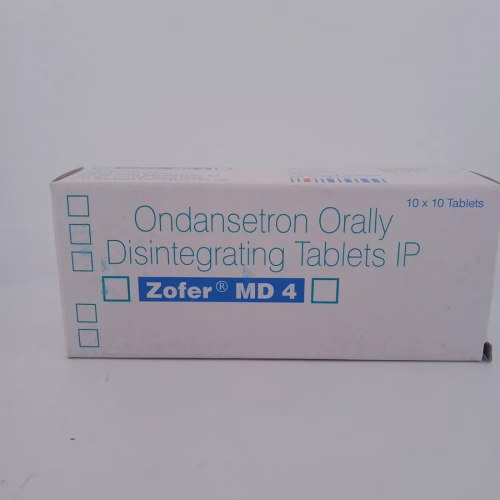 10 x 10 Tablets
Ondansetron Orally
Disintegrating Tablets IP
Zofer® MD 4